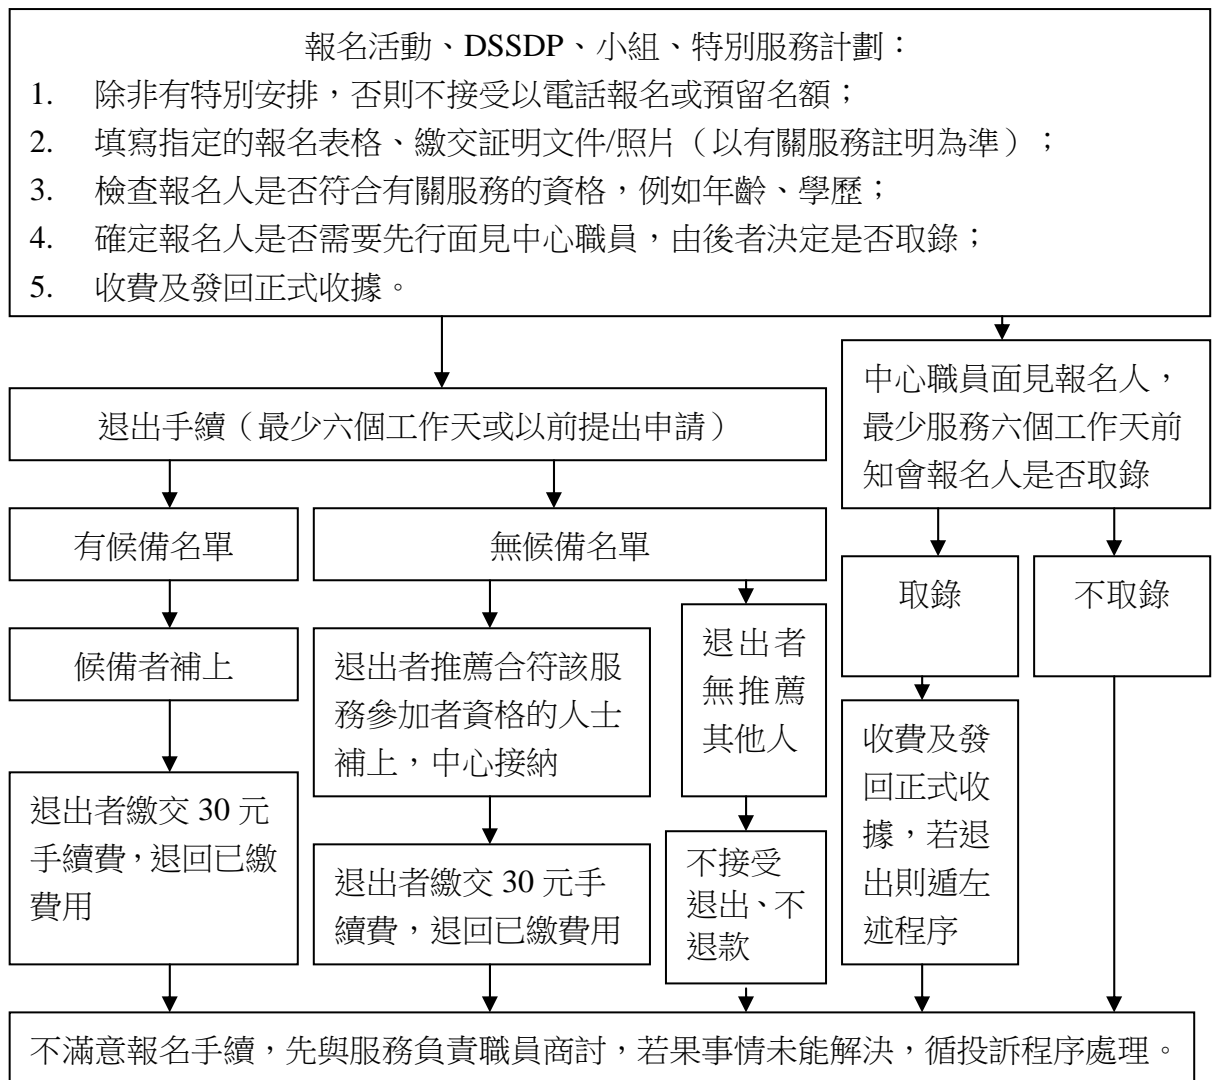 報名活動、DSSDP、小組、特別服務計劃：
1. 除非有特別安排，否則不接受以電話報名或預留名額；
2. 填寫指定的報名表格、繳交証明文件/照片（以有關服務註明為準）；
3. 檢查報名人是否符合有關服務的資格，例如年齡、學歷；
4. 確定報名人是否需要先行面見中心職員，由後者決定是否取錄；
5. 收費及發回正式收據。
退出手續（最少六個工作天或以前提出申請）
中心職員面見報名人，
最少服務六個工作天前
知會報名人是否取錄
有候備名單
無候備名單
取錄
不取錄
候備者補上
退出者推薦合符該服
務參加者資格的人士
補上，中心接納
退出者
無推薦
其他人
收費及發
回正式收
據，若退
出則遁左
述程序
退出者繳交 30 元
手續費，退回已繳
費用
退出者繳交 30 元手
續費，退回已繳費用
不接受
退出、不
退款
不滿意報名手續，先與服務負責職員商討，若果事情未能解決，循投訴程序處理。